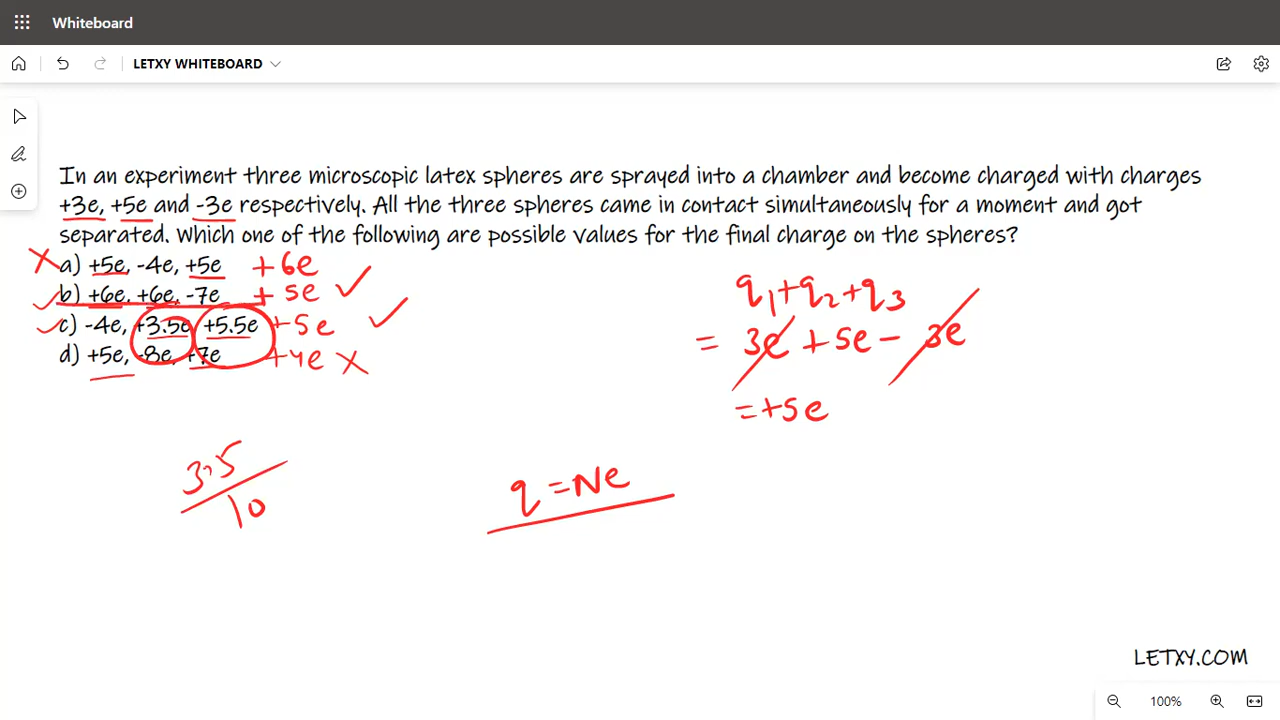 Whiteboard
LETXY WHITEBOARD
In an experiment three microscopic latex spheres are sprayed into a chamber and become charged with charges
+3e, +5e and -3e respectively. All the three spheres came in contact simultaneously for a moment and got
separated. Which one of the following are possible values for the final charge on the spheres?
a) +5e, -4e, +5e +6e
b) +6e, +6e, -7e +5e
c) -4e, +3.5e, +5.5e +5e
d) +5e, -8e, +7e +4e
q1+q2+q3
= 3e +5e - 3e
= +5e
3.5
10
q = Ne
LETXY.COM
100%